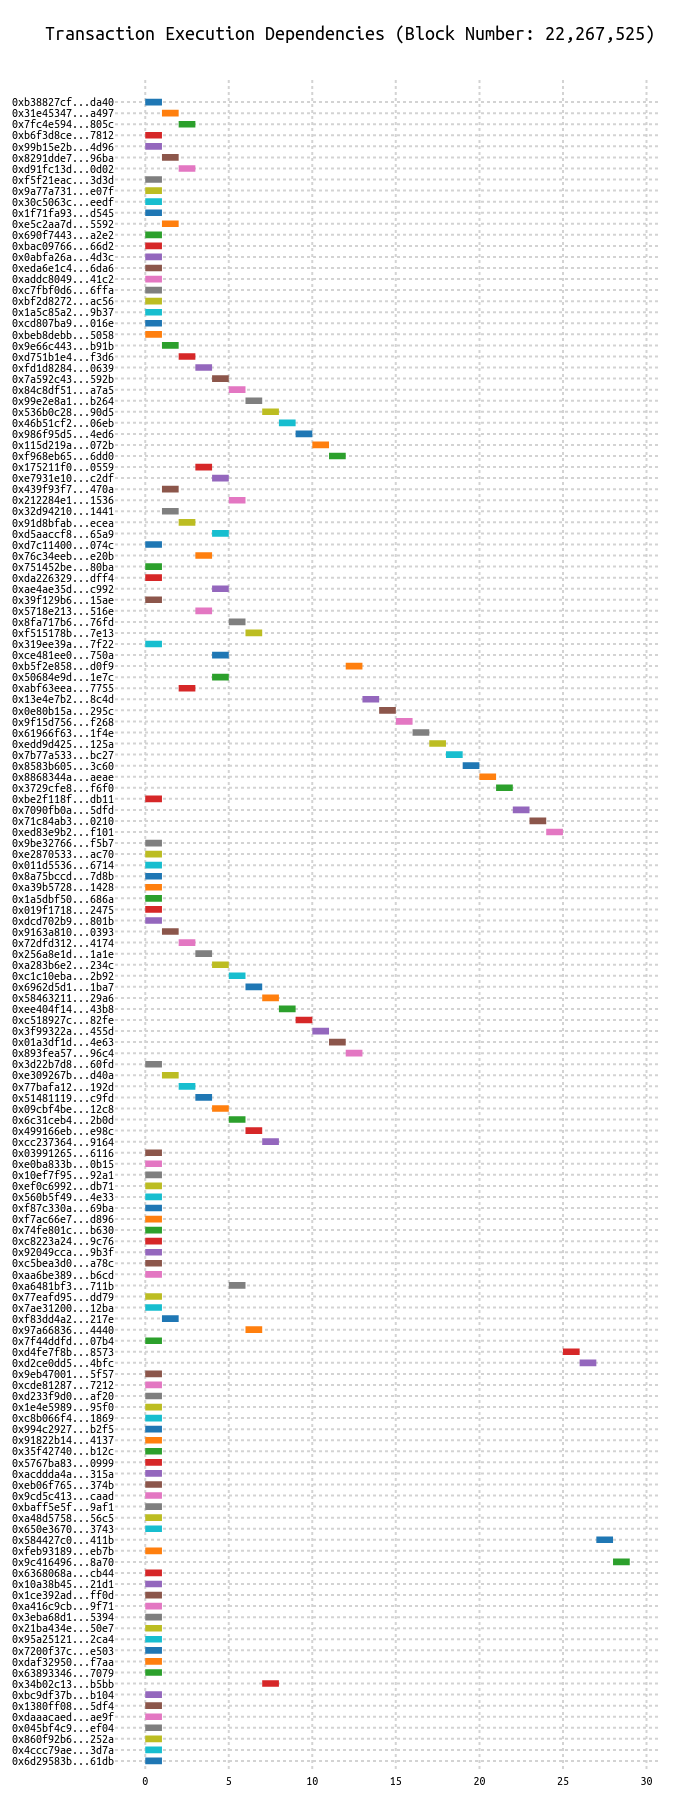 Transaction Execution Dependencies (Block Number: 22,267,525)
0xb38827cf...da40
0x31e45347...a497
0x7fc4e594...805c
0xb6f3d8ce...7812
0x99b15e2b...4d96
0x8291dde7...96ba
0xd91fc13d...0d02
0xf5f21eac...3d3d
0x9a77a731...e07f
0x30c5063c...eedf
0x1f71fa93...d545
0xe5c2aa7d...5592
0x690f7443...a2e2
0xbac09766...66d2
0x0abfa26a...4d3c
0xeda6e1c4...6da6
0xaddc8049...41c2
0xc7fbf0d6...6ffa
0xbf2d8272...ac56
0x1a5c85a2...9b37
0xcd807ba9...016e
0xbeb8debb...5058
0x9e66c443...b91b
0xd751b1e4...f3d6
0xfd1d8284...0639
0x7a592c43...592b
0x84c8df51...a7a5
0x99e2e8a1...b264
0x536b0c28...90d5
0x46b51cf2...06eb
0x986f95d5...4ed6
0x115d219a...072b
0xf968eb65...6dd0
0x175211f0...0559
0xe7931e10...c2df
0x439f93f7...470a
0x212284e1...1536
0x32d94210...1441
0x91d8bfab...ecea
0xd5aaccf8...65a9
0xd7c11400...074c
0x76c34eeb...e20b
0x751452be...80ba
0xda226329...dff4
0xae4ae35d...c992
0x39f129b6...15ae
0x5718e213...516e
0x8fa717b6...76fd
0xf515178b...7e13
0x319ee39a...7f22
0xce481ee0...750a
0xb5f2e858...d0f9
0x50684e9d...1e7c
0xabf63eea...7755
0x13e4e7b2...8c4d
0x0e80b15a...295c
0x9f15d756...f268
0x61966f63...1f4e
0xedd9d425...125a
0x7b77a533...bc27
0x8583b605...3c60
0x8868344a...aeae
0x3729cfe8...f6f0
0xbe2f118f...db11
0x7090fb0a...5dfd
0x71c84ab3...0210
0xed83e9b2...f101
0x9be32766...f5b7
0xe2870533...ac70
0x011d5536...6714
0x8a75bccd...7d8b
0xa39b5728...1428
0x1a5dbf50...686a
0x019f1718...2475
0xdcd702b9...801b
0x9163a810...0393
0x72dfd312...4174
0x256a8e1d...1a1e
0xa283b6e2...234c
0xc1c10eba...2b92
0x6962d5d1...1ba7
0x58463211...29a6
0xee404f14...43b8
0xc518927c...82fe
0x3f99322a...455d
0x01a3df1d...4e63
0x893fea57...96c4
0x3d22b7d8...60fd
0xe309267b...d40a
0x77bafa12...192d
0x51481119...c9fd
0x09cbf4be...12c8
0x6c31ceb4...2b0d
0x499166eb...e98c
0xcc237364...9164
0x03991265...6116
0xe0ba833b...0b15
0x10ef7f95...92a1
0xef0c6992...db71
0x560b5f49...4e33
0xf87c330a...69ba
0xf7ac66e7...d896
0x74fe801c...b630
0xc8223a24...9c76
0x92049cca...9b3f
0xc5bea3d0...a78c
0xaa6be389...b6cd
0xa6481bf3...711b
0x77eafd95...dd79
0x7ae31200...12ba
0xf83dd4a2...217e
0x97a66836...4440
0x7f44ddfd...07b4
0xd4fe7f8b...8573
0xd2ce0dd5...4bfc
0x9eb47001...5f57
0xcde81287...7212
0xd233f9d0...af20
0x1e4e5989...95f0
0xc8b066f4...1869
0x994c2927...b2f5
0x91822b14...4137
0x35f42740...b12c
0x5767ba83...0999
0xacddda4a...315a
0xeb06f765...374b
0x9cd5c413...caad
0xbaff5e5f...9af1
0xa48d5758...56c5
0x650e3670...3743
0x584427c0...411b
0xfeb93189...eb7b
0x9c416496...8a70
0x6368068a...cb44
0x10a38b45...21d1
0x1ce392ad...ff0d
0xa416c9cb...9f71
0x3eba68d1...5394
0x21ba434e...50e7
0x95a25121...2ca4
0x7200f37c...e503
0xdaf32950...f7aa
0x63893346...7079
0x34b02c13...b5bb
0xbc9df37b...b104
0x1380ff08...5df4
0xdaaacaed...ae9f
0x045bf4c9...ef04
0x860f92b6...252a
0x4ccc79ae...3d7a
0x6d29583b...61db
0 5 10 15 20 25 30